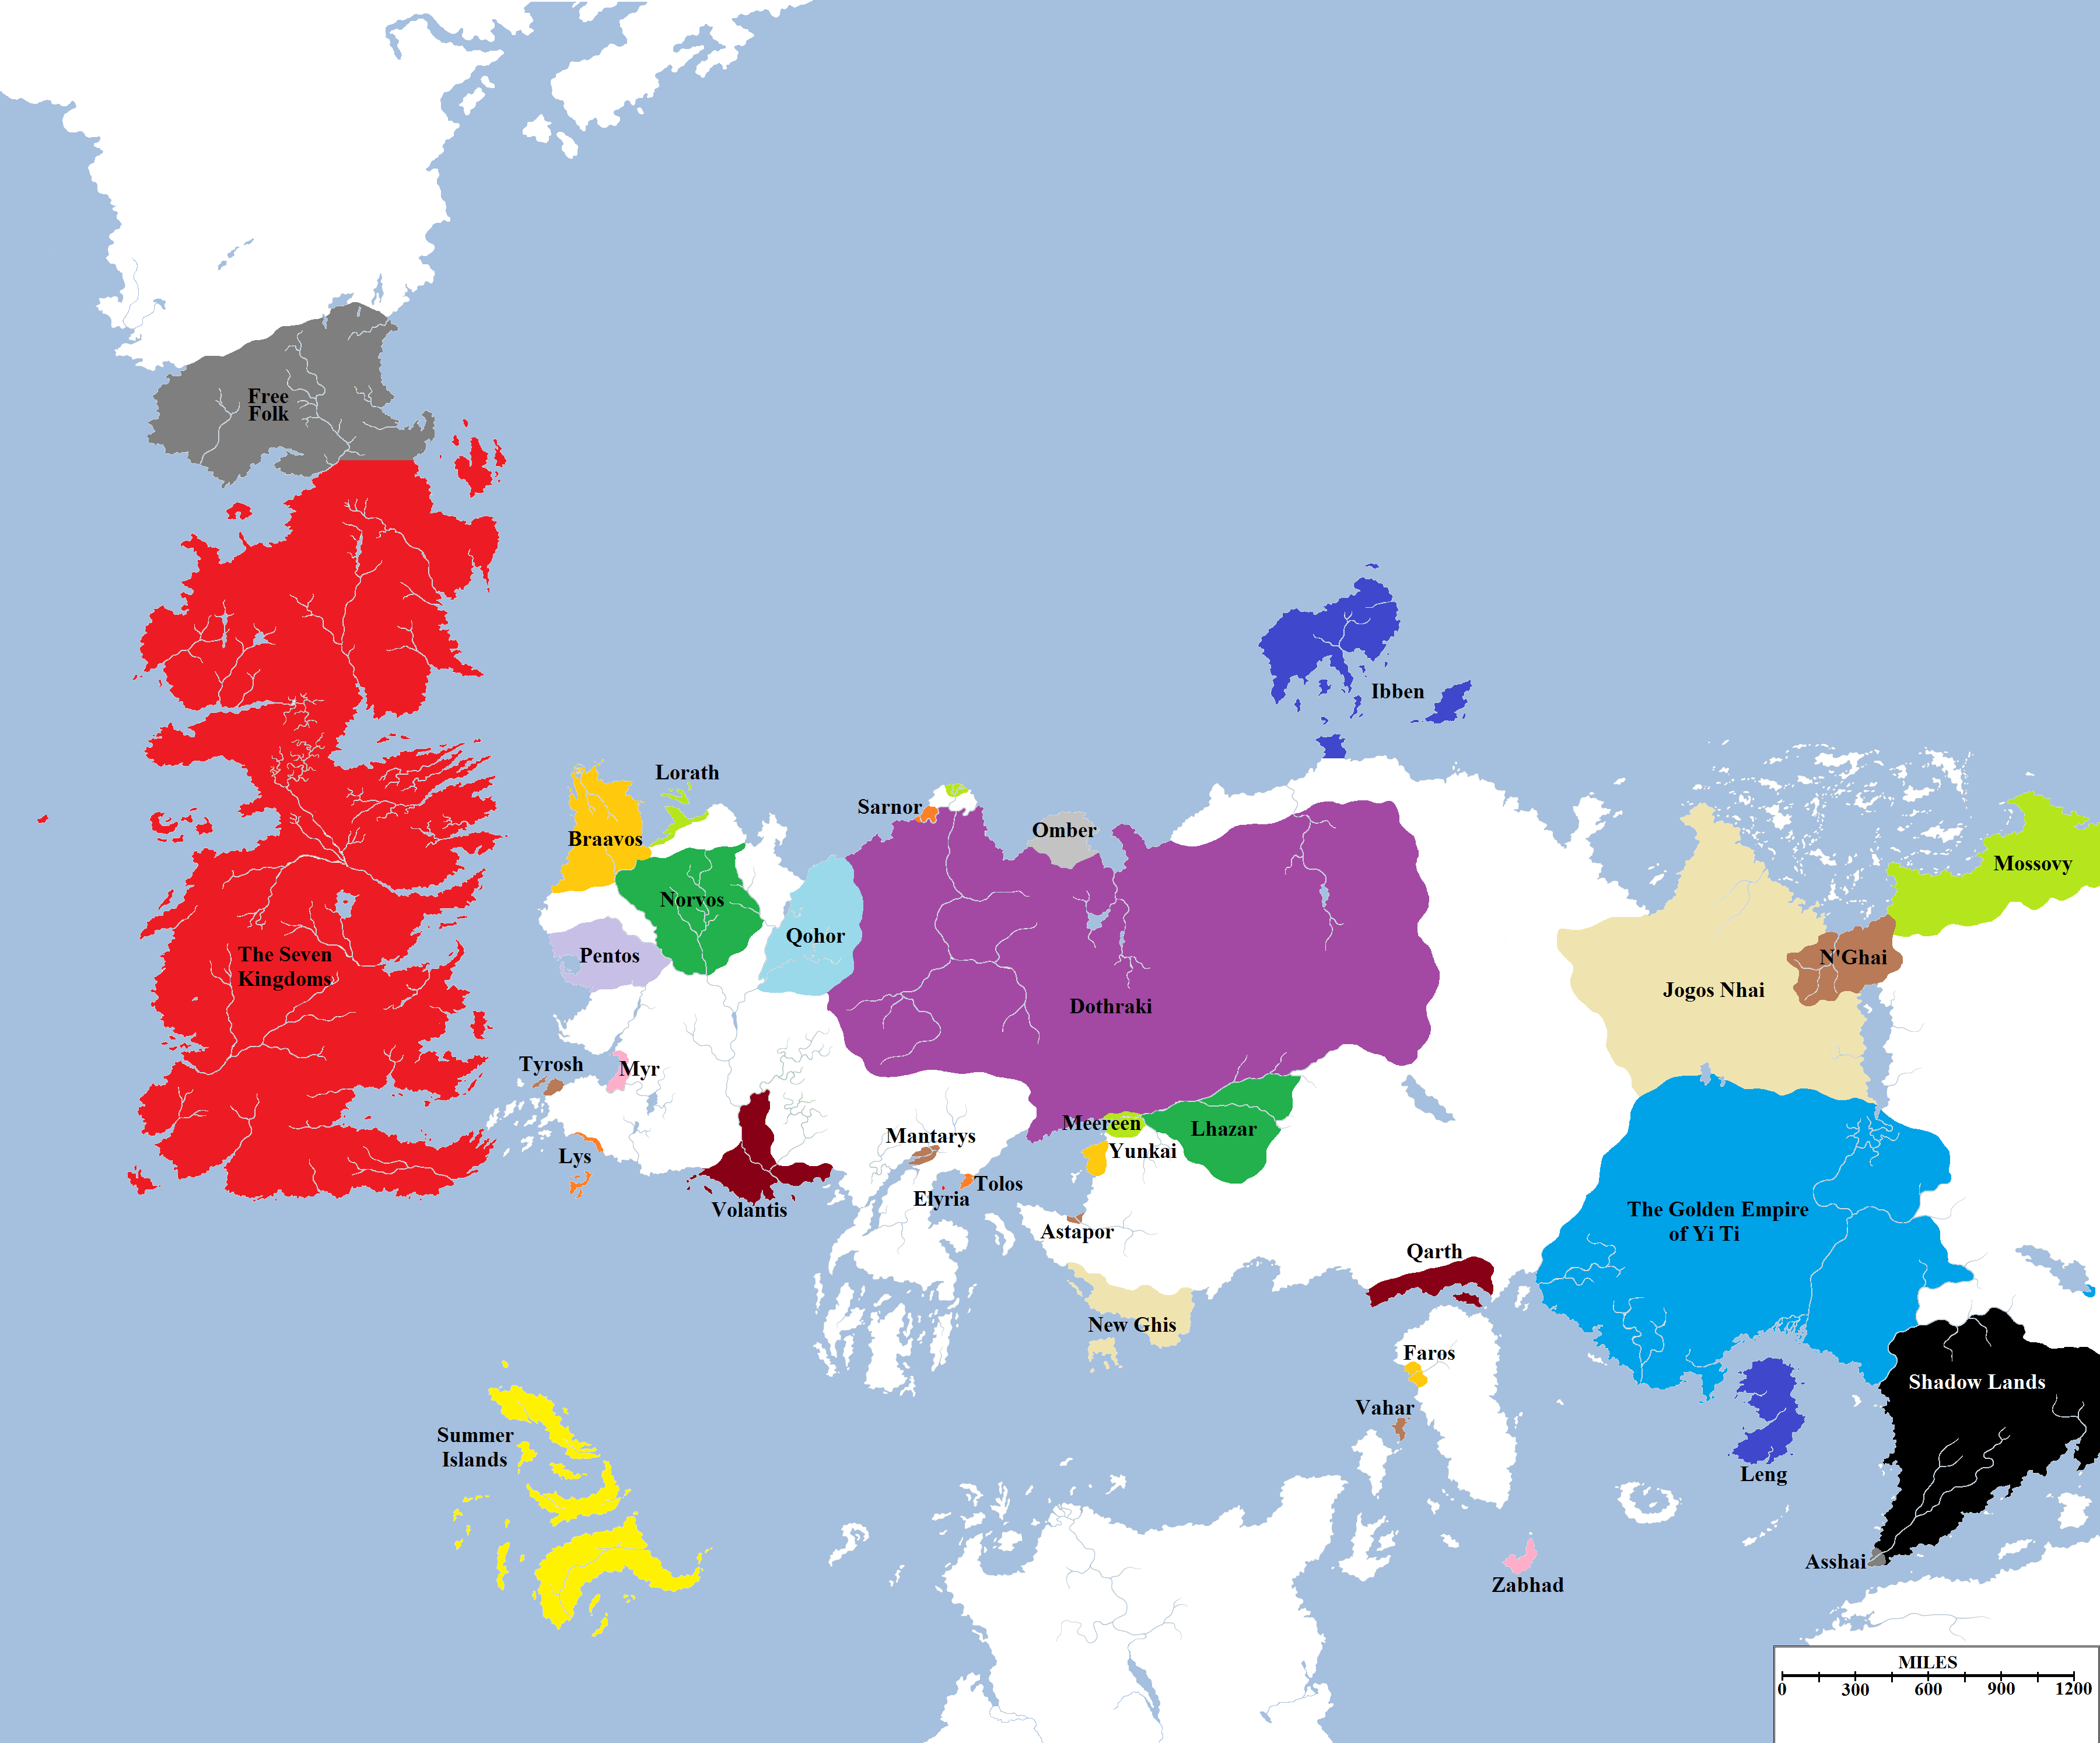 Free
Folk
Ibben
Lorath
Sarnor
Omber
Braavos
Mossovy
Norvos
Qohor
The Seven
Kingdoms
Pentos
N'Ghai
Jogos Nhai
Dothraki
Tyrosh
Myr
Meereen
Lhazar
Mantarys
Yunkai
Lys
Tolos
Elyria
Volantis
The Golden Empire
of Yi Ti
Astapor
Qarth
New Ghis
Faros
Shadow Lands
Vahar
Summer
Islands
Leng
Asshai
Zabhad
MILES
0 300 600 900 1200